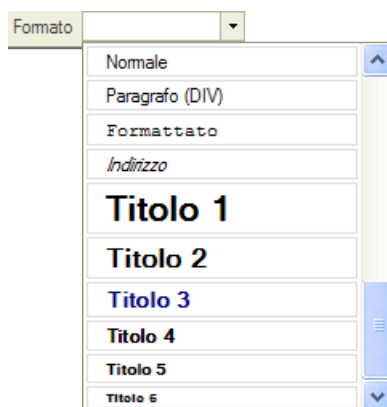 Formato
Normale
Paragrafo (DIV)
Formattato
Indirizzo
Titolo 1
Titolo 2
Titolo 3
Titolo 4
Titolo 5
Titolo 6